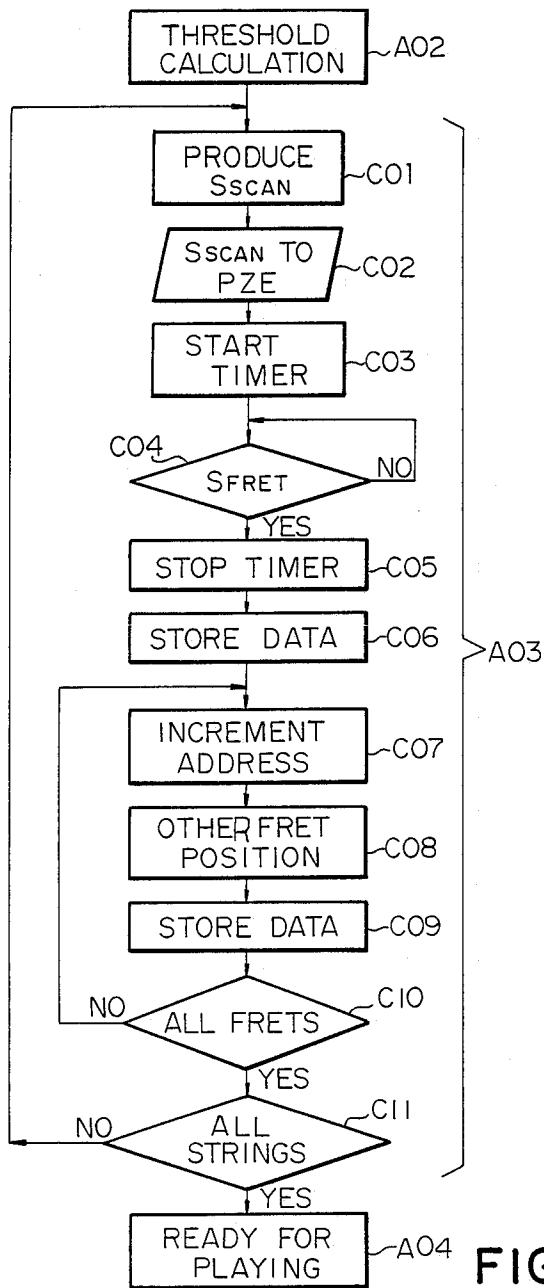 THRESHOLD
CALCULATION
A02
PRODUCE
SSCAN
C01
SSCAN TO
PZE
C02
START
TIMER
C03
C04
SFRET
NO
YES
STOP TIMER
C05
STORE DATA
C06
A03
INCREMENT
ADDRESS
C07
OTHER FRET
POSITION
C08
STORE DATA
C09
NO
ALL FRETS
C10
YES
NO
ALL
STRINGS
C11
YES
READY FOR
PLAYING
A04
FIG